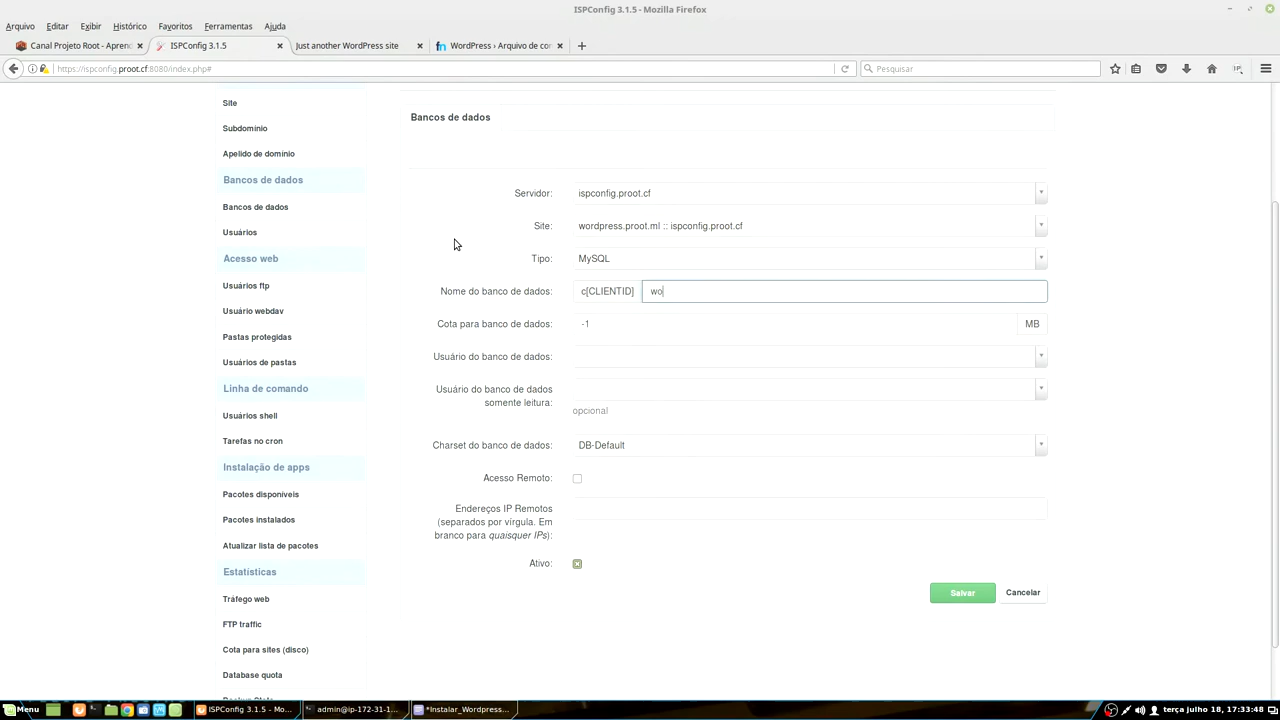 ISPConfig 3.1.5 - Mozilla Firefox
Arquivo Editar Exibir Histórico Favoritos Ferramentas Ajuda
Canal Projeto Root - Apren ISPConfig 3.1.5 Just another WordPress site WordPress › Arquivo de co
https://ispconfig.proot.cf:8080/index.php# Pesquisar
Site
Subdomínio
Apelido de domínio
Bancos de dados
Bancos de dados
Usuários
Acesso web
Usuários ftp
Usuário webdav
Pastas protegidas
Usuários de pastas
Linha de comando
Usuários shell
Tarefas no cron
Instalação de apps
Pacotes disponíveis
Pacotes instalados
Atualizar lista de pacotes
Estatísticas
Tráfego web
FTP traffic
Cota para sites (disco)
Database quota
Bancos de dados
Servidor: ispconfig.proot.cf
Site: wordpress.proot.ml :: ispconfig.proot.cf
Tipo: MySQL
Nome do banco de dados: c[CLIENTID] wo
Cota para banco de dados: -1 MB
Usuário do banco de dados:
Usuário do banco de dados
somente leitura:
opcional
Charset do banco de dados: DB-Default
Acesso Remoto:
Endereços IP Remotos
(separados por vírgula. Em
branco para quaisquer IPs):
Ativo:
Salvar Cancelar
Menu ISPConfig 3.1.5 - Mo... admin@ip-172-31-1... *Instalar_Wordpress... terça julho 18, 17:33:48